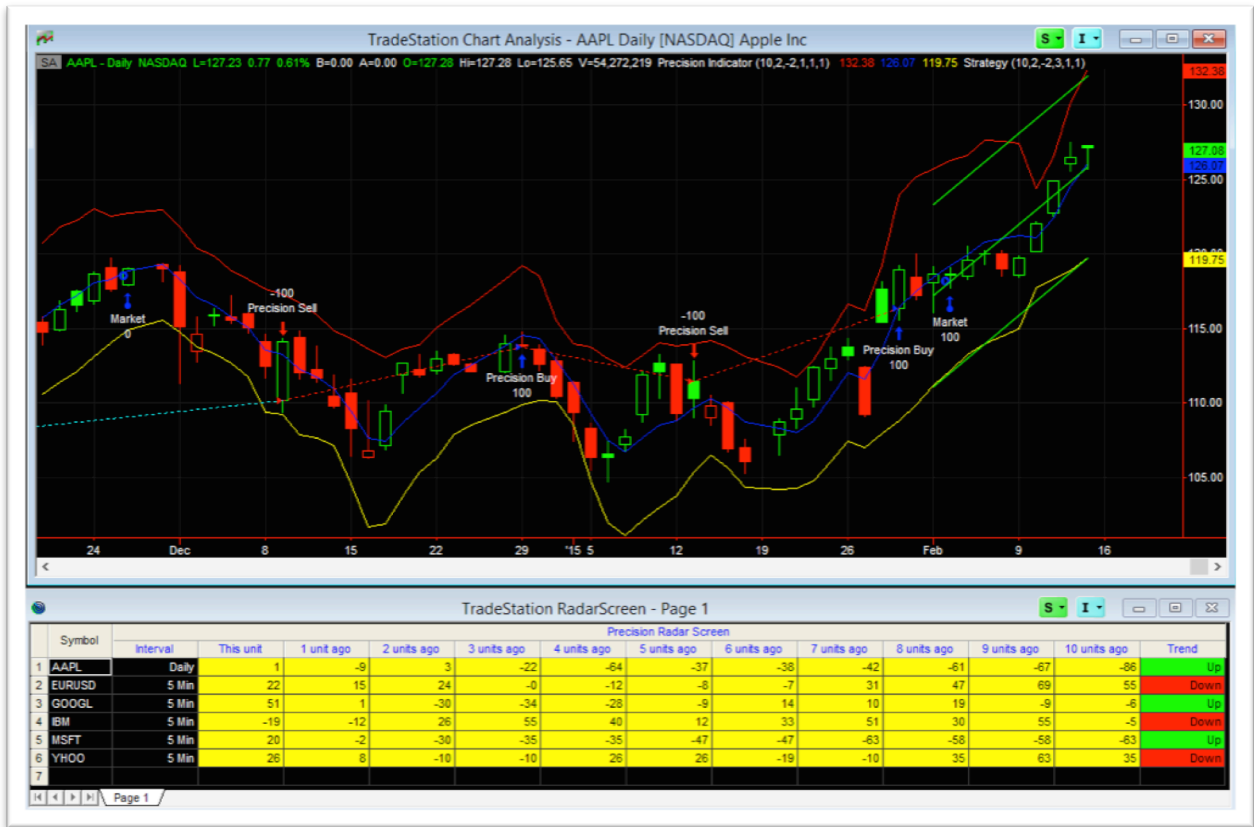 TradeStation Chart Analysis - AAPL Daily [NASDAQ] Apple Inc
S I
SA AAPL - Daily NASDAQ L=127.23 0.77 0.61% B=0.00 A=0.00 O=127.28 Hi=127.28 Lo=125.65 V=54,272,219 Precision Indicator (10,2,-2,1,1,1) 132.38 126.07 119.75 Strategy (10,2,-2,3,1,1)
132.38
130.00
127.08
126.07
125.00
120.00
119.75
115.00
110.00
105.00
Market
0
-100
Precision Sell
Precision Buy
100
-100
Precision Sell
Precision Buy
100
Market
100
24 Dec 8 15 22 29 '15 5 12 19 26 Feb 9 16
TradeStation RadarScreen - Page 1
S I
Precision Radar Screen
Symbol Interval This unit 1 unit ago 2 units ago 3 units ago 4 units ago 5 units ago 6 units ago 7 units ago 8 units ago 9 units ago 10 units ago Trend
1 AAPL Daily 1 -9 3 -22 -64 -37 -38 -42 -61 -67 -86 Up
2 EURUSD 5 Min 22 15 24 -0 -12 -8 -7 31 47 69 55 Down
3 GOOGL 5 Min 51 1 -30 -34 -28 -9 14 10 19 -9 -6 Up
4 IBM 5 Min -19 -12 26 55 40 12 33 51 30 55 -5 Down
5 MSFT 5 Min 20 -2 -30 -35 -35 -47 -47 -63 -58 -58 -63 Up
6 YHOO 5 Min 26 8 -10 -10 26 26 -19 -10 35 63 35 Down
7
Page 1